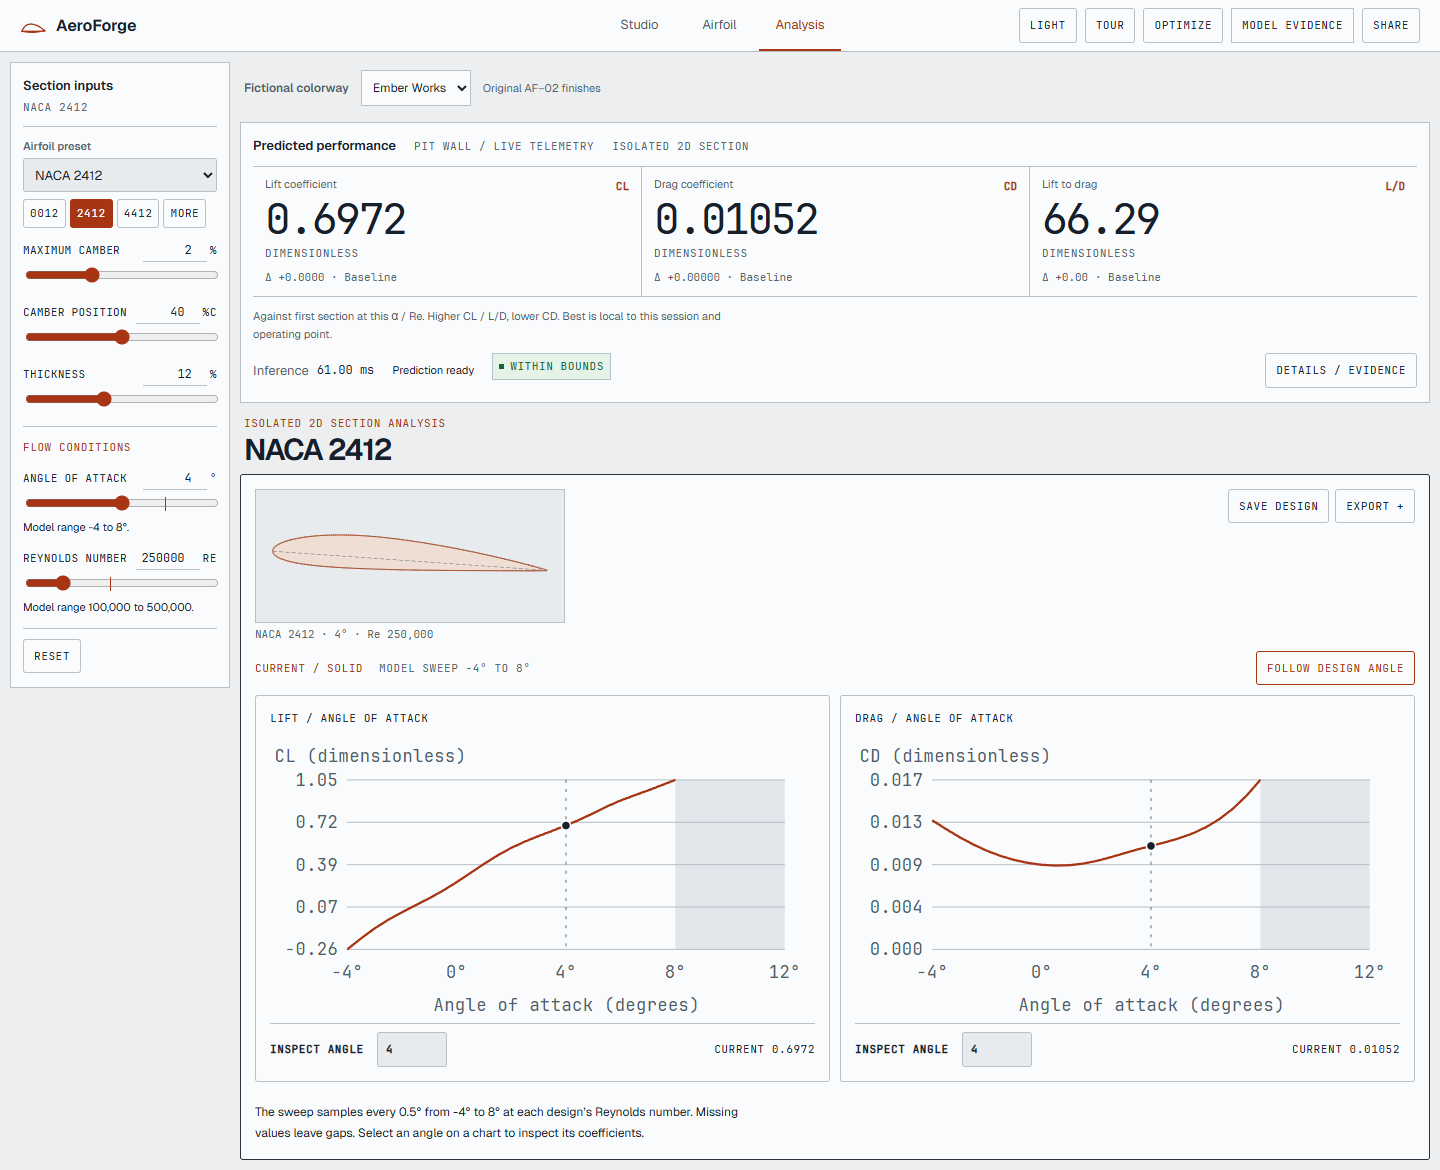 AeroForge
Studio
Airfoil
Analysis
LIGHT
TOUR
OPTIMIZE
MODEL EVIDENCE
SHARE
Section inputs
NACA 2412
Airfoil preset
NACA 2412
0012
2412
4412
MORE
MAXIMUM CAMBER 2 %
CAMBER POSITION 40 %C
THICKNESS 12 %
FLOW CONDITIONS
ANGLE OF ATTACK 4 °
Model range -4 to 8°.
REYNOLDS NUMBER 250000 RE
Model range 100,000 to 500,000.
RESET
Fictional colorway
Ember Works
Original AF-02 finishes
Predicted performance PIT WALL / LIVE TELEMETRY ISOLATED 2D SECTION
Lift coefficient CL
0.6972
DIMENSIONLESS
Δ +0.0000 · Baseline
Drag coefficient CD
0.01052
DIMENSIONLESS
Δ +0.00000 · Baseline
Lift to drag L/D
66.29
DIMENSIONLESS
Δ +0.00 · Baseline
Against first section at this α / Re. Higher CL / L/D, lower CD. Best is local to this session and
operating point.
Inference 61.00 ms Prediction ready WITHIN BOUNDS
DETAILS / EVIDENCE
ISOLATED 2D SECTION ANALYSIS
NACA 2412
SAVE DESIGN
EXPORT +
NACA 2412 · 4° · Re 250,000
CURRENT / SOLID MODEL SWEEP -4° TO 8°
FOLLOW DESIGN ANGLE
LIFT / ANGLE OF ATTACK
CL (dimensionless)
1.05
0.72
0.39
0.07
-0.26
-4° 0° 4° 8° 12°
Angle of attack (degrees)
INSPECT ANGLE 4 CURRENT 0.6972
DRAG / ANGLE OF ATTACK
CD (dimensionless)
0.017
0.013
0.009
0.004
0.000
-4° 0° 4° 8° 12°
Angle of attack (degrees)
INSPECT ANGLE 4 CURRENT 0.01052
The sweep samples every 0.5° from -4° to 8° at each design's Reynolds number. Missing
values leave gaps. Select an angle on a chart to inspect its coefficients.